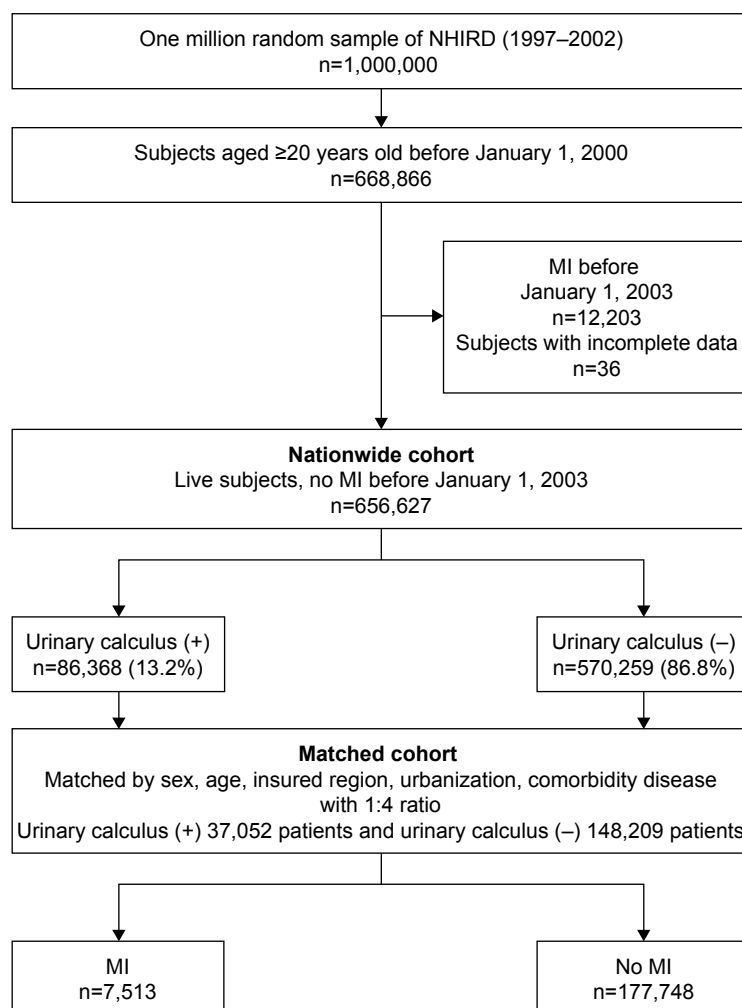 One million random sample of NHIRD (1997–2002)
n=1,000,000
Subjects aged ≥20 years old before January 1, 2000
n=668,866
MI before
January 1, 2003
n=12,203
Subjects with incomplete data
n=36
Nationwide cohort
Live subjects, no MI before January 1, 2003
n=656,627
Urinary calculus (+)
n=86,368 (13.2%)
Urinary calculus (–)
n=570,259 (86.8%)
Matched cohort
Matched by sex, age, insured region, urbanization, comorbidity disease
with 1:4 ratio
Urinary calculus (+) 37,052 patients and urinary calculus (–) 148,209 patients
MI
n=7,513
No MI
n=177,748